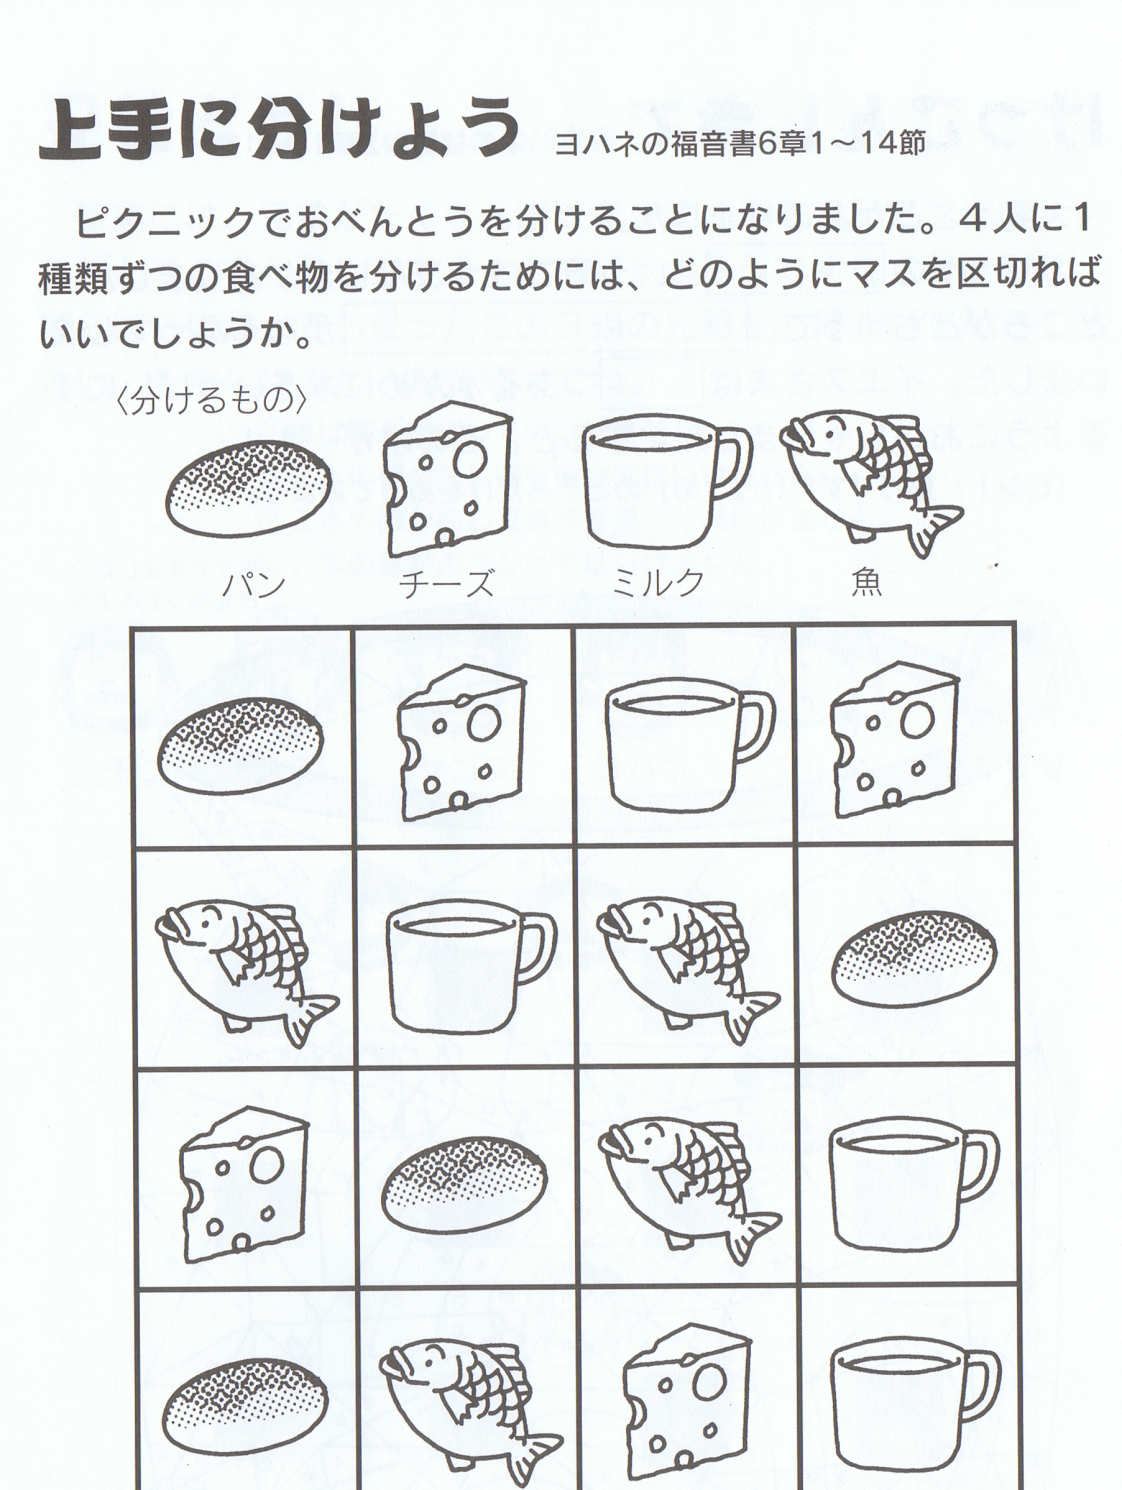 上手に分けょう ヨハネの福音書6章1〜14節
ピクニックでおべんとうを分けることになりました。４人に１
種類ずつの食べ物を分けるためには、どのようにマスを区切れば
いいでしょうか。
〈分けるもの〉
パン チーズ ミルク 魚